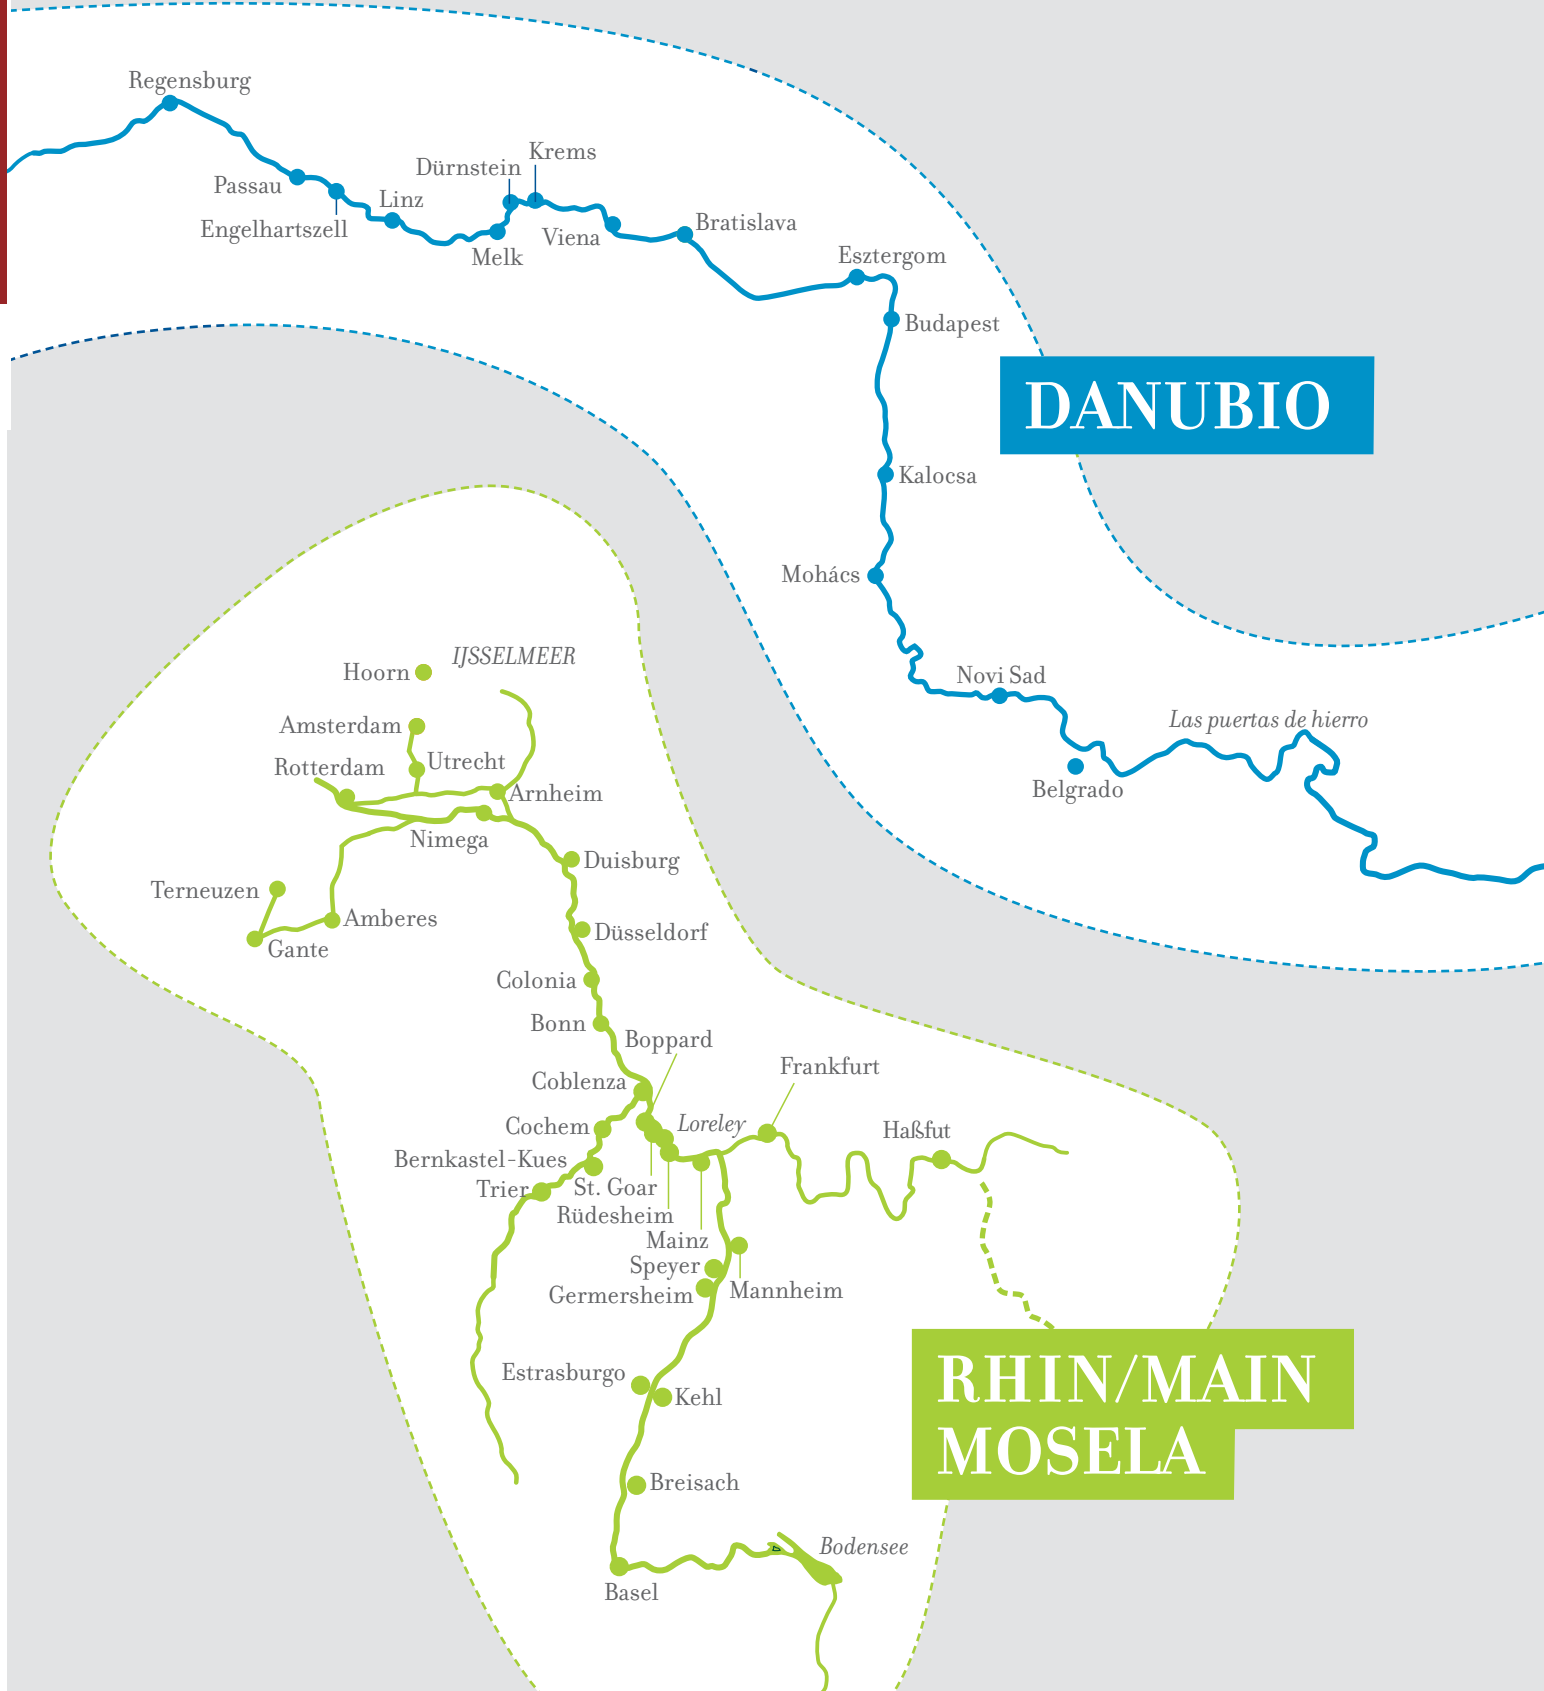 Regensburg
Krems
Dürnstein
Passau
Linz
Engelhartszell
Bratislava
Viena
Melk
Esztergom
Budapest
DANUBIO
Kalocsa
Mohács
IJSSELMEER
Hoorn
Novi Sad
Las puertas de hierro
Amsterdam
Utrecht
Rotterdam
Belgrado
Arnheim
Nimega
Duisburg
Terneuzen
Amberes
Düsseldorf
Gante
Colonia
Bonn
Boppard
Frankfurt
Coblenza
Loreley
Cochem
Haßfut
Bernkastel-Kues
Trier
St. Goar
Rüdesheim
Mainz
Speyer
Mannheim
Germersheim
Estrasburgo
RHIN/MAIN
Kehl
MOSELA
Breisach
Bodensee
Basel